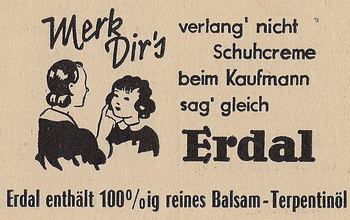 Merk
Dir's
verlang' nicht
Schuhcreme
beim Kaufmann
sag' gleich
Erdal
Erdal enthält 100%ig reines Balsam-Terpentinöl